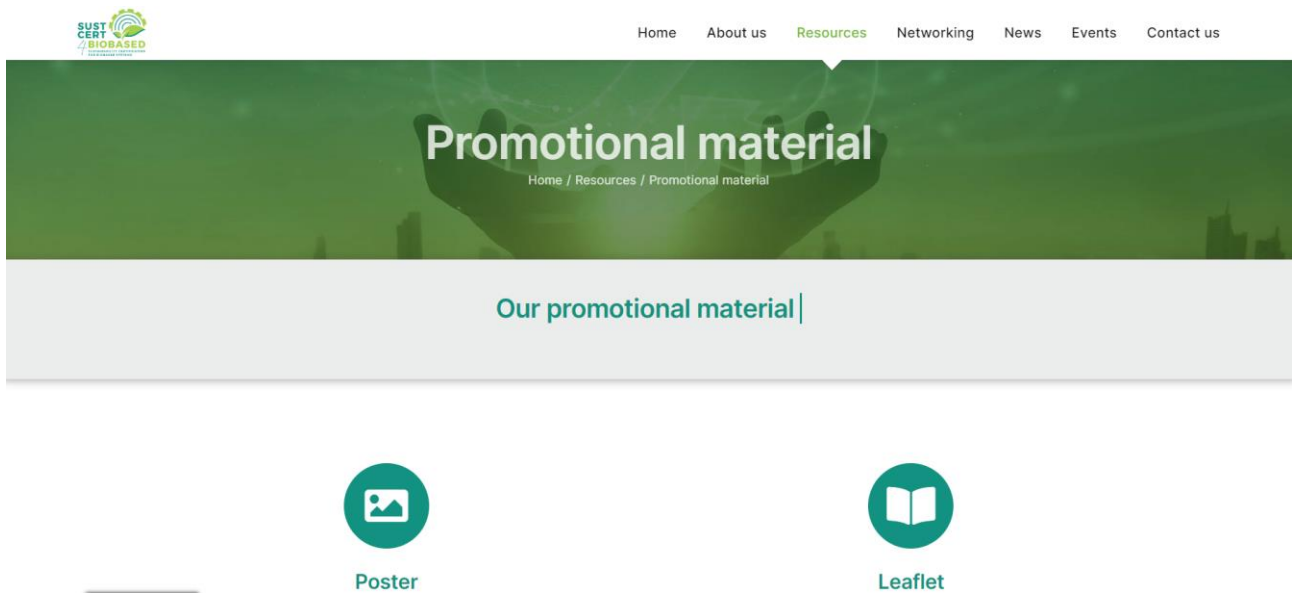 SUST
CERT
4BIOBASED
Home About us Resources Networking News Events Contact us
Promotional material
Home / Resources / Promotional material
Our promotional material
Poster
Leaflet